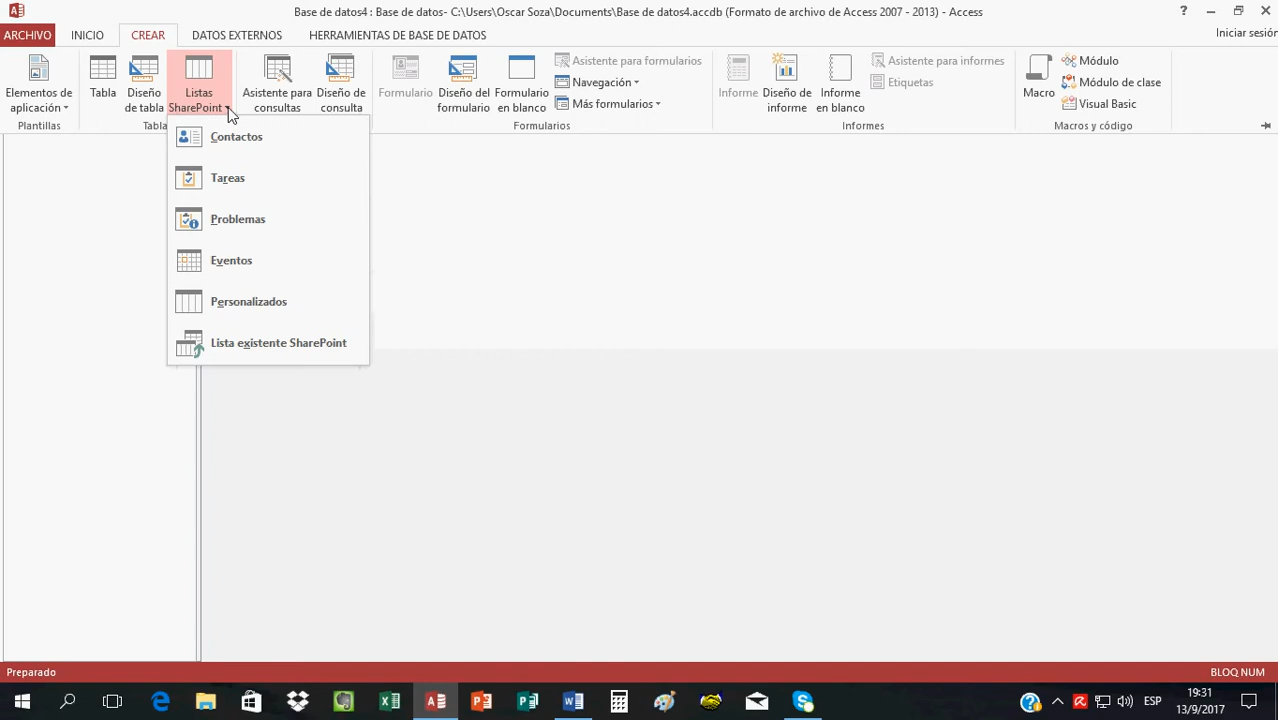 Base de datos4 : Base de datos- C:\Users\Oscar Soza\Documents\Base de datos4.accdb (Formato de archivo de Access 2007 - 2013) - Access
ARCHIVO INICIO CREAR DATOS EXTERNOS HERRAMIENTAS DE BASE DE DATOS Iniciar sesión
Elementos de aplicación
Tabla
Diseño de tabla
Listas SharePoint
Asistente para consultas
Diseño de consulta
Formulario
Diseño del formulario
Formulario en blanco
Asistente para formularios
Navegación
Más formularios
Informe
Diseño de informe
Informe en blanco
Asistente para informes
Etiquetas
Macro
Módulo
Módulo de clase
Visual Basic
Plantillas Tabla Formularios Informes Macros y código
Contactos
Tareas
Problemas
Eventos
Personalizados
Lista existente SharePoint
Preparado BLOQ NUM
ESP
19:31
13/9/2017